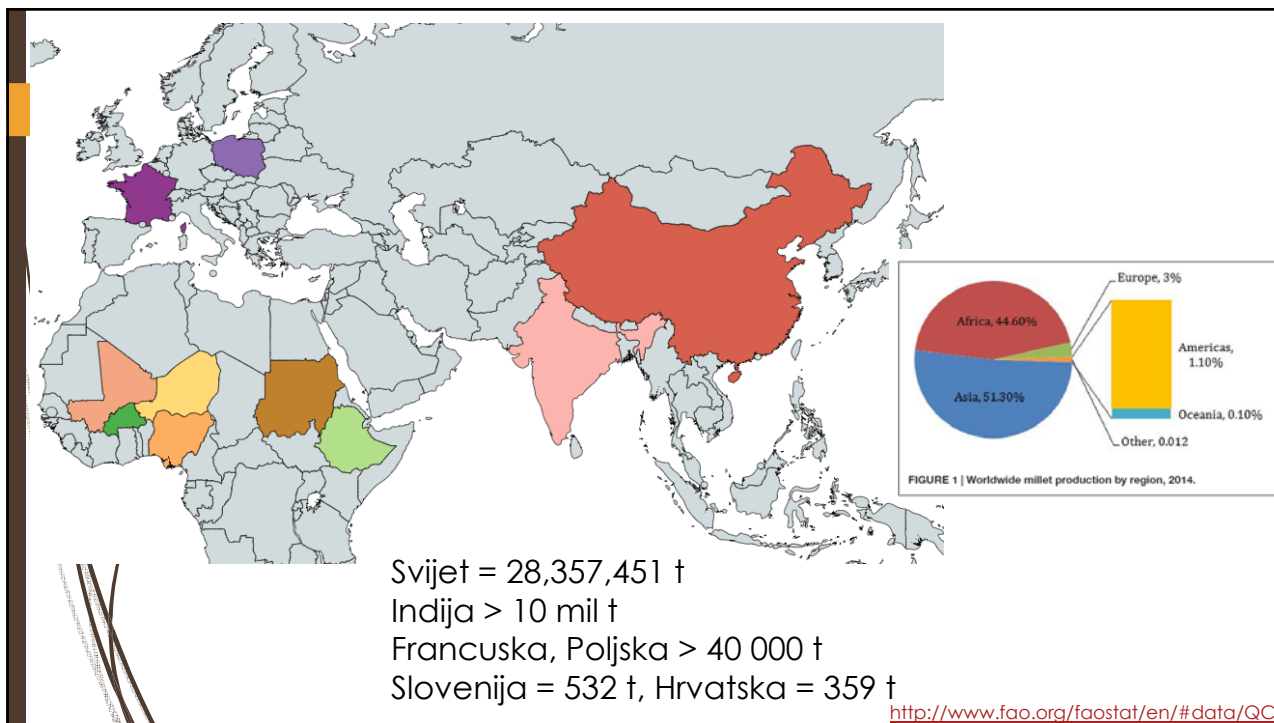 Europe, 3%
Africa, 44.60%
Americas,
1.10%
Asia, 51.30%
Oceania, 0.10%
Other, 0.012
FIGURE 1 | Worldwide millet production by region, 2014.
Svijet = 28,357,451 t
Indija > 10 mil t
Francuska, Poljska > 40 000 t
Slovenija = 532 t, Hrvatska = 359 t
http://www.fao.org/faostat/en/#data/QC